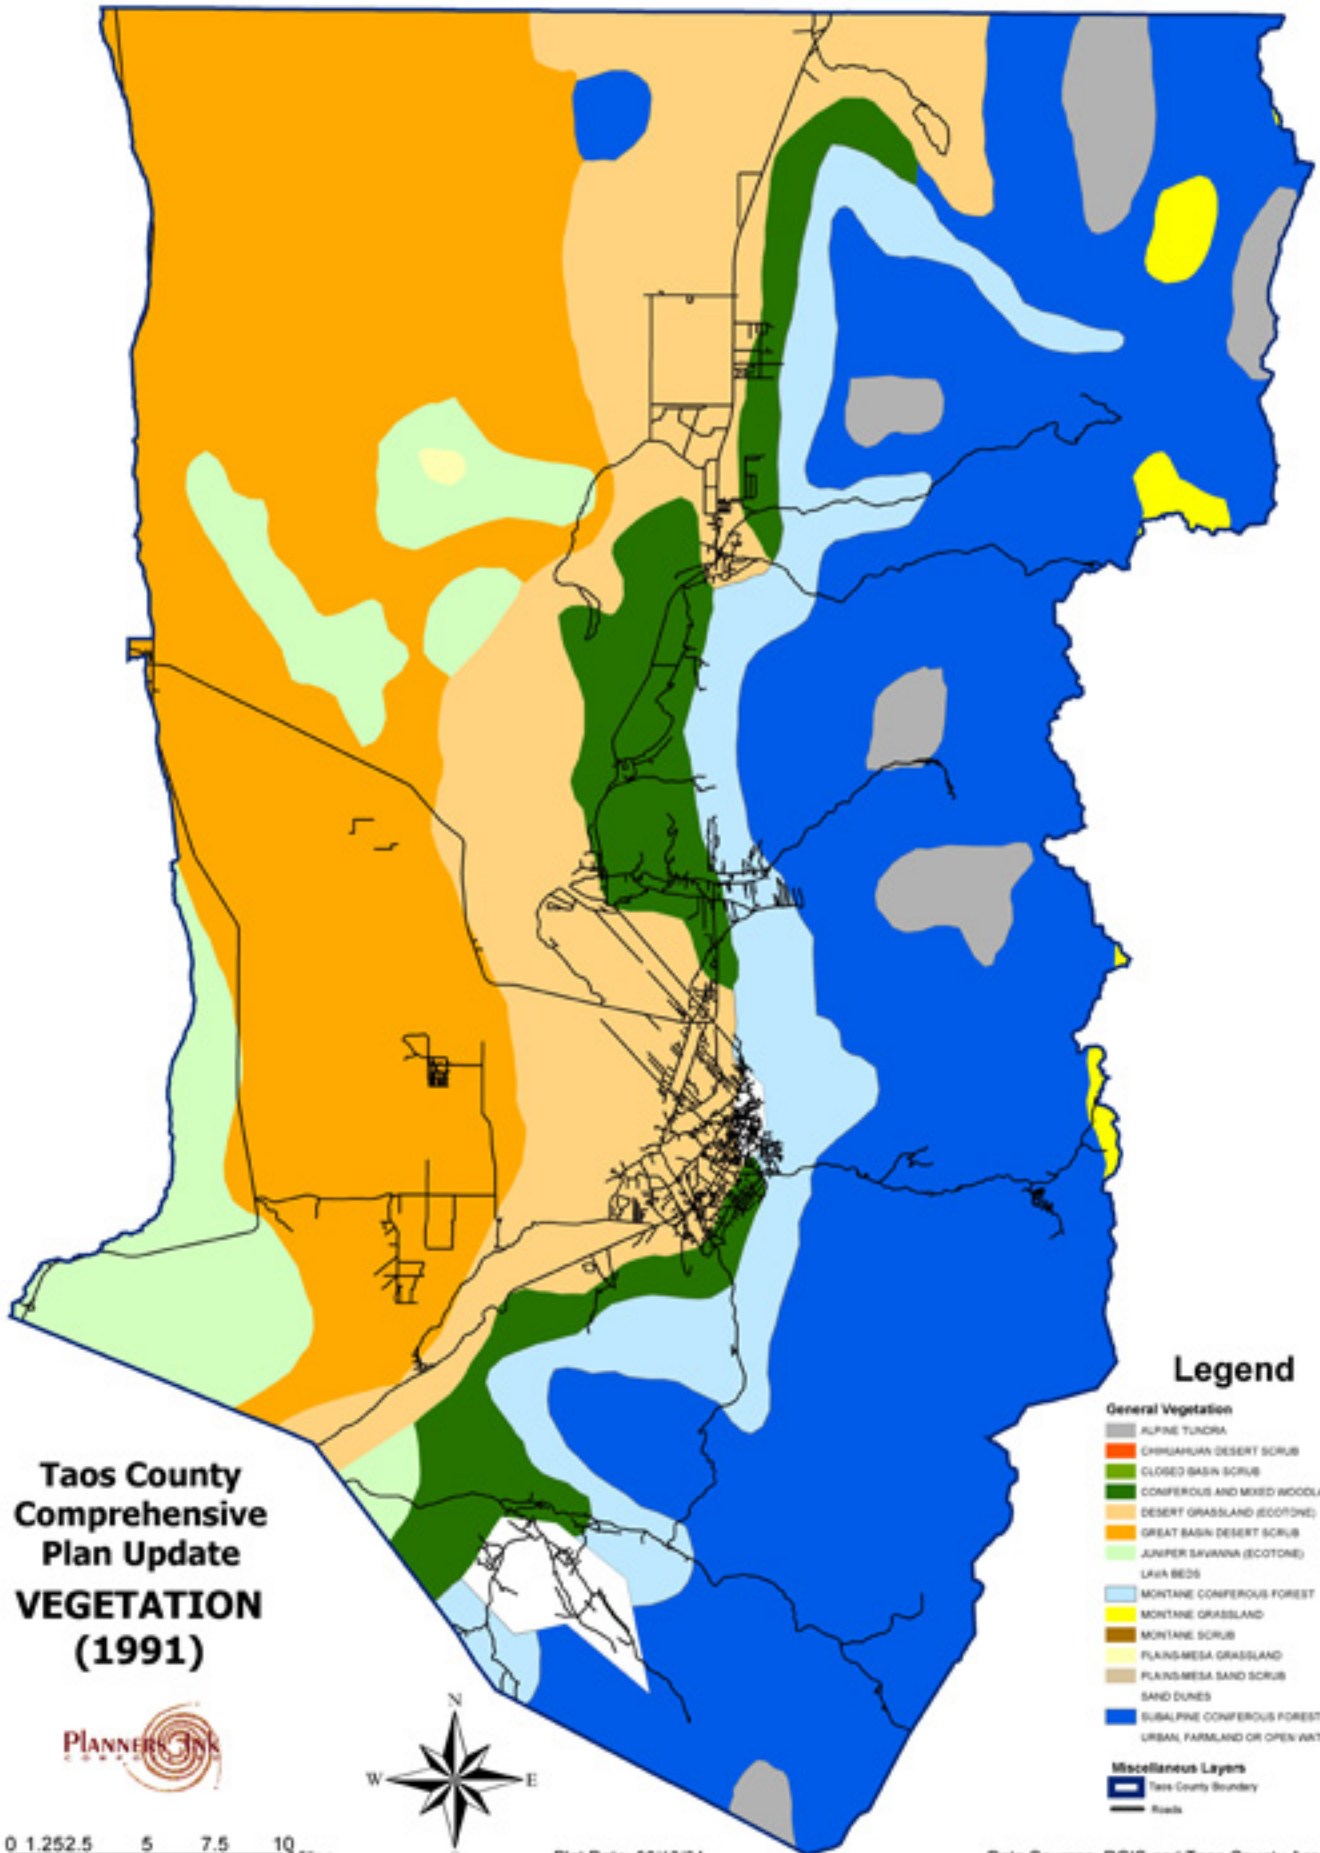 Legend
General Vegetation
ALPINE TUNDRA
CHIHUAHUAN DESERT SCRUB
CLOSED BASIN SCRUB
CONIFEROUS AND MIXED WOODLA
DESERT GRASSLAND (ECOTONE)
GREAT BASIN DESERT SCRUB
JUNIPER SAVANNA (ECOTONE)
LAVA BEDS
MONTANE CONIFEROUS FOREST
MONTANE GRASSLAND
MONTANE SCRUB
PLAINS-MESA GRASSLAND
PLAINS-MESA SAND SCRUB
SAND DUNES
SUBALPINE CONIFEROUS FOREST
URBAN, FARMLAND OR OPEN WAT
Miscellaneus Layers
Taos County Boundary
Roads
Taos County
Comprehensive
Plan Update
VEGETATION
(1991)
PLANNERS INK
N
W
E
0 1.252.5 5 7.5 10